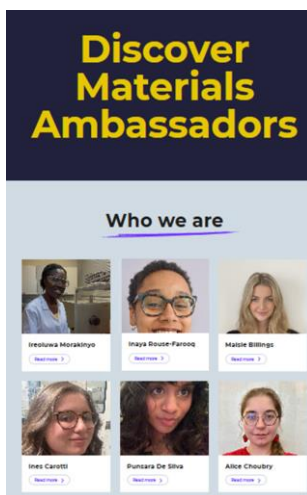 Discover
Materials
Ambassadors
Who we are
Ireoluwa Morakinyo
Inaya Rouse-Farooq
Maisie Billings
Read more >
Read more >
Read more >
Ines Carotti
Punsara De Silva
Alice Choubry
Read more >
Read more >
Read more >